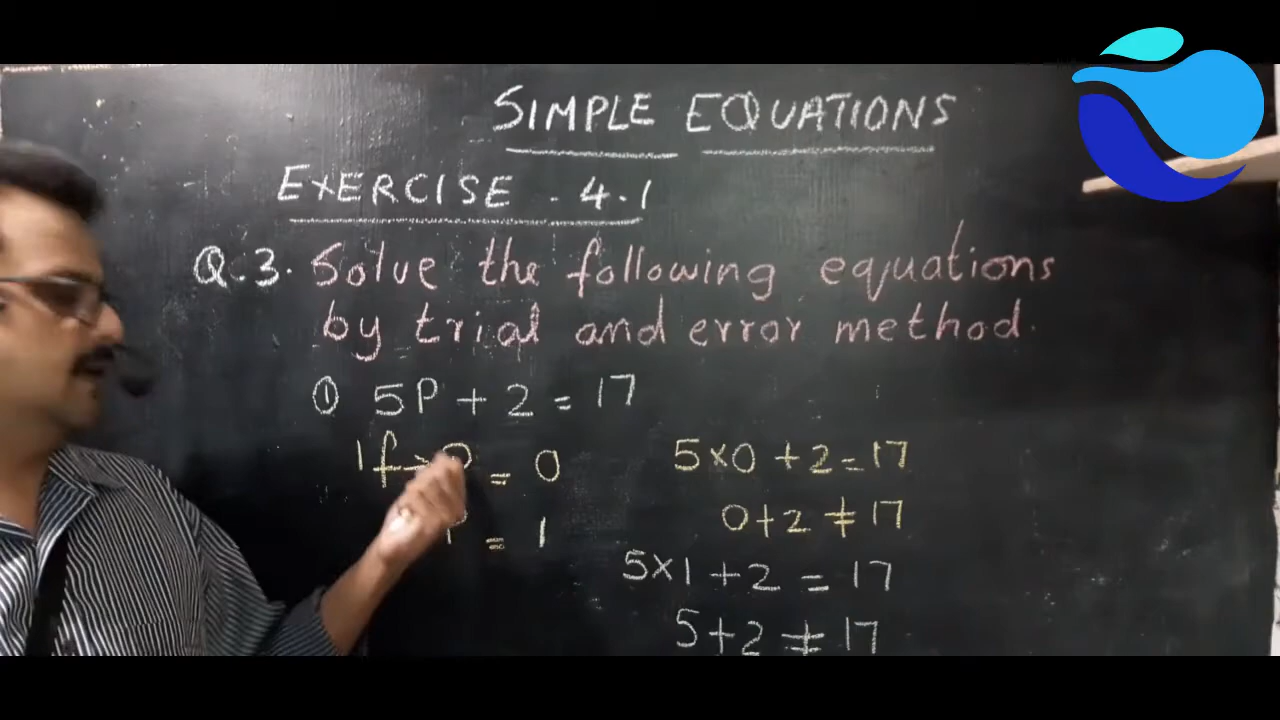 SIMPLE EQUATIONS
EXERCISE - 4.1
Q.3. Solve the following equations
by trial and error method.
① 5P + 2 = 17
If → P = 0
5×0 + 2 = 17
0 + 2 ≠ 17
P = 1
5×1 + 2 = 17
5 + 2 ≠ 17